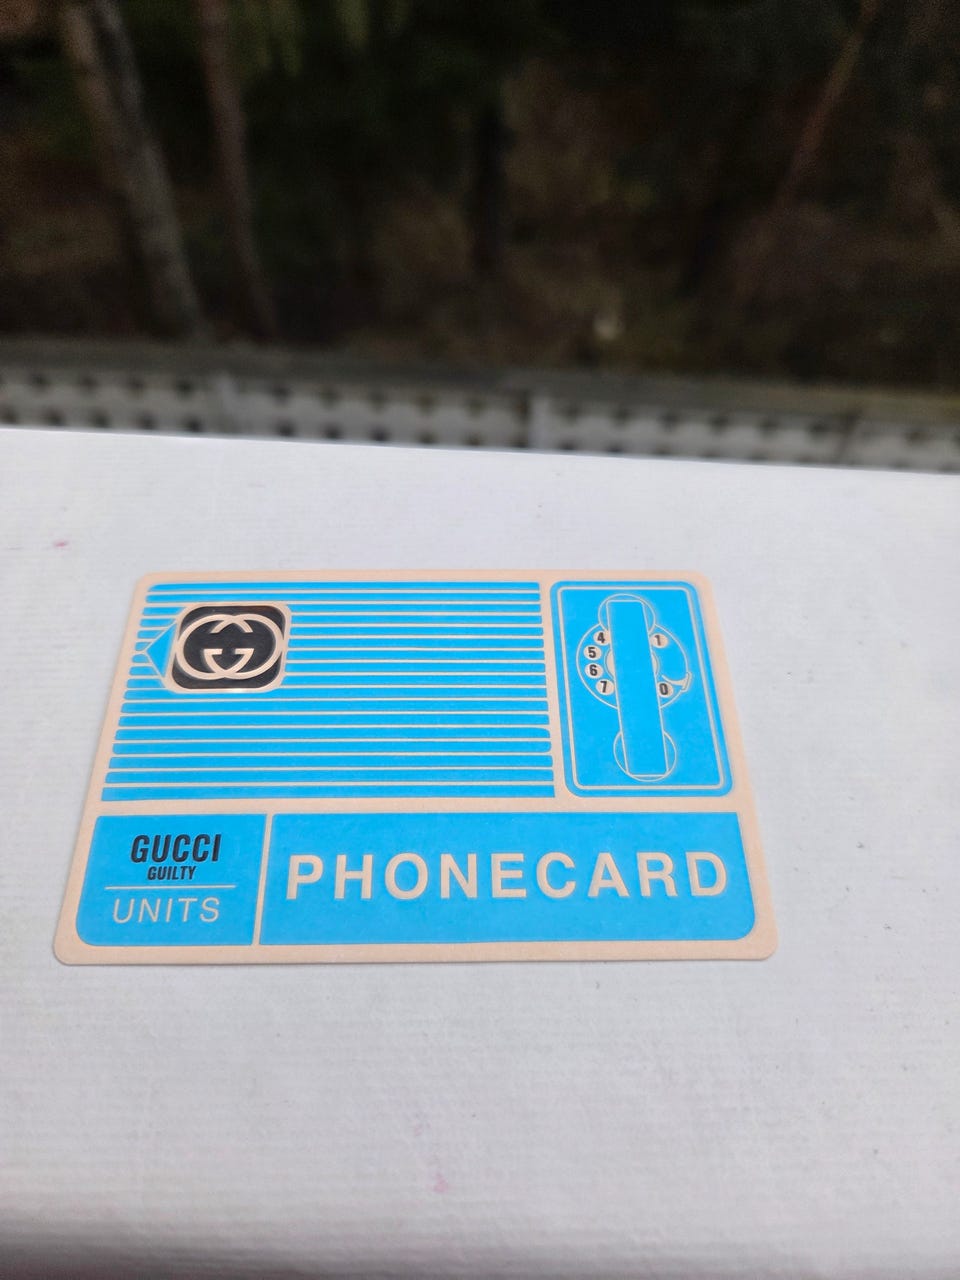 4 1
5
6
7 0
GUCCI
GUILTY
UNITS
PHONECARD